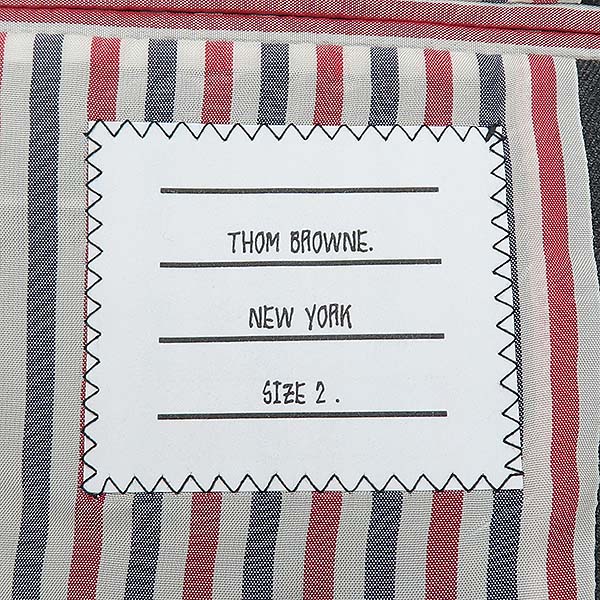 THOM BROWNE.
NEW YORK
SIZE 2 .